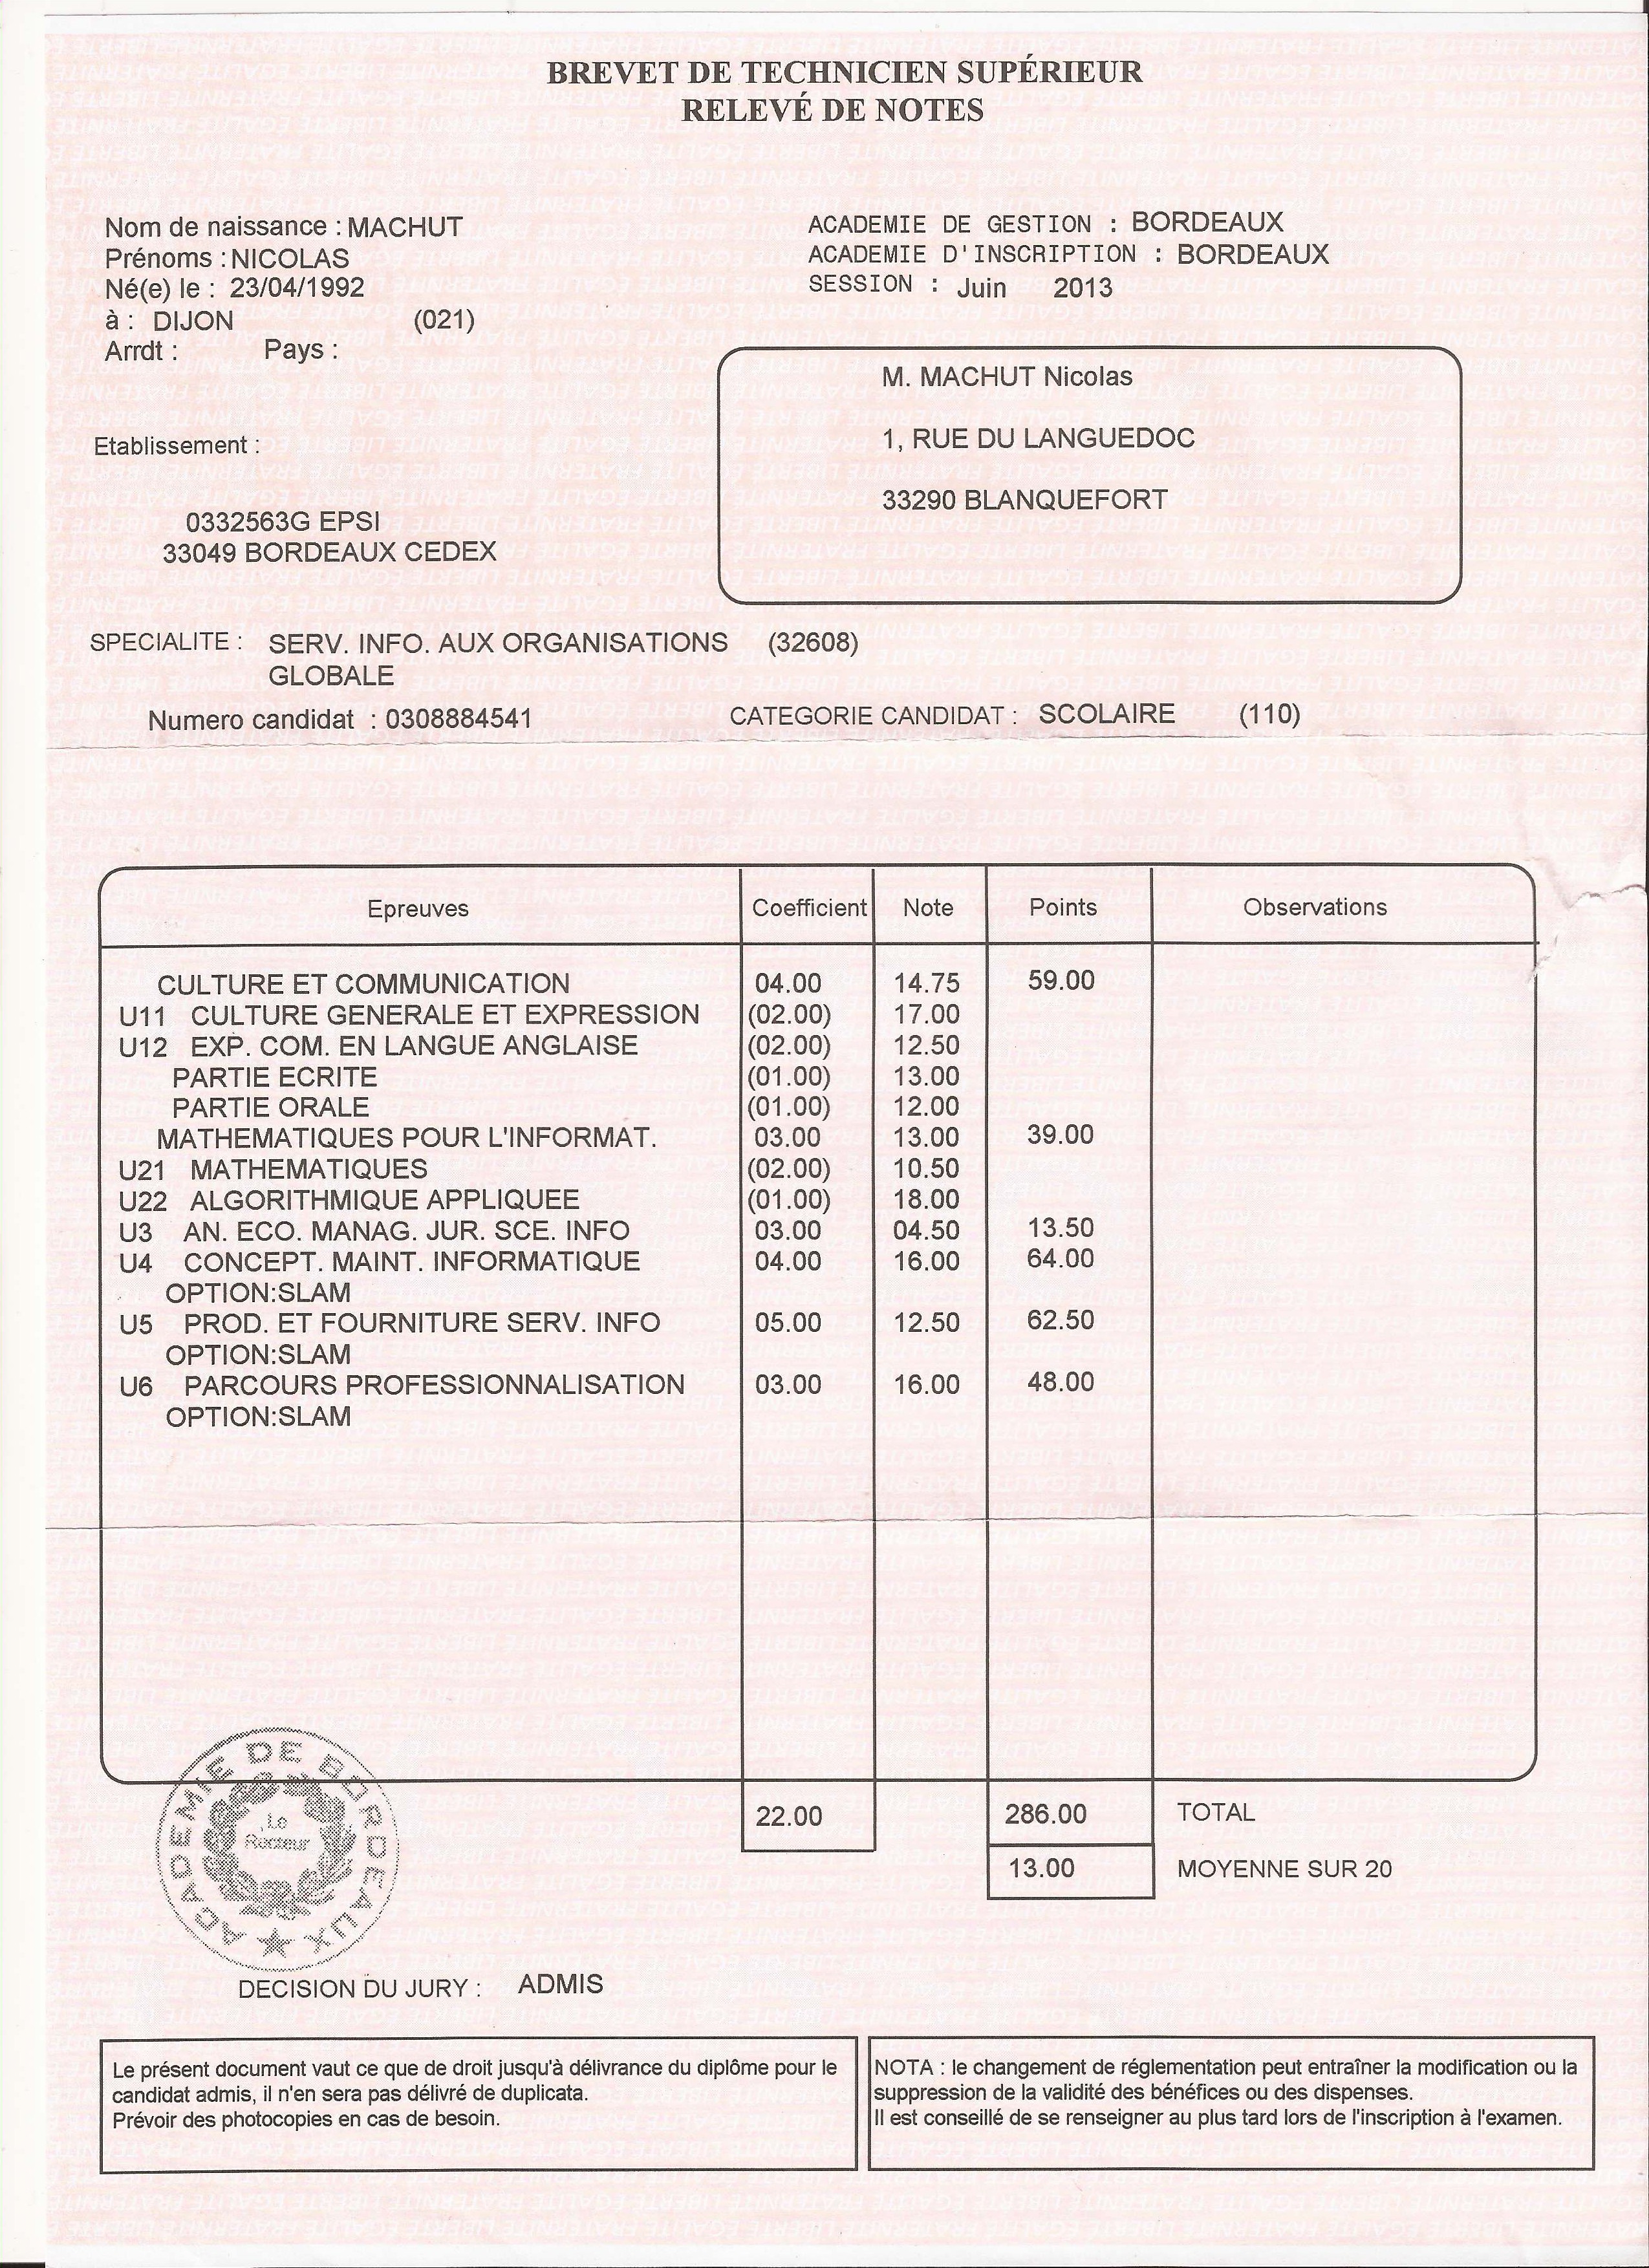 BREVET DE TECHNICIEN SUPÉRIEUR
RELEVÉ DE NOTES
Nom de naissance : MACHUT
Prénoms : NICOLAS
Né(e) le : 23/04/1992
à : DIJON (021)
Arrdt : Pays :
ACADEMIE DE GESTION : BORDEAUX
ACADEMIE D'INSCRIPTION : BORDEAUX
SESSION : Juin 2013
M. MACHUT Nicolas
1, RUE DU LANGUEDOC
33290 BLANQUEFORT
Etablissement :
0332563G EPSI
33049 BORDEAUX CEDEX
SPECIALITE : SERV. INFO. AUX ORGANISATIONS (32608)
GLOBALE
Numero candidat : 0308884541 CATEGORIE CANDIDAT : SCOLAIRE (110)
Epreuves Coefficient Note Points Observations
CULTURE ET COMMUNICATION 04.00 14.75 59.00
U11 CULTURE GENERALE ET EXPRESSION (02.00) 17.00
U12 EXP. COM. EN LANGUE ANGLAISE (02.00) 12.50
PARTIE ECRITE (01.00) 13.00
PARTIE ORALE (01.00) 12.00
MATHEMATIQUES POUR L'INFORMAT. 03.00 13.00 39.00
U21 MATHEMATIQUES (02.00) 10.50
U22 ALGORITHMIQUE APPLIQUEE (01.00) 18.00
U3 AN. ECO. MANAG. JUR. SCE. INFO 03.00 04.50 13.50
U4 CONCEPT. MAINT. INFORMATIQUE 04.00 16.00 64.00
OPTION:SLAM
U5 PROD. ET FOURNITURE SERV. INFO 05.00 12.50 62.50
OPTION:SLAM
U6 PARCOURS PROFESSIONNALISATION 03.00 16.00 48.00
OPTION:SLAM
22.00 286.00 TOTAL
13.00 MOYENNE SUR 20
ACADEMIE DE BORDEAUX
Le
Recteur
DECISION DU JURY : ADMIS
Le présent document vaut ce que de droit jusqu'à délivrance du diplôme pour le
candidat admis, il n'en sera pas délivré de duplicata.
Prévoir des photocopies en cas de besoin.
NOTA : le changement de réglementation peut entraîner la modification ou la
suppression de la validité des bénéfices ou des dispenses.
Il est conseillé de se renseigner au plus tard lors de l'inscription à l'examen.